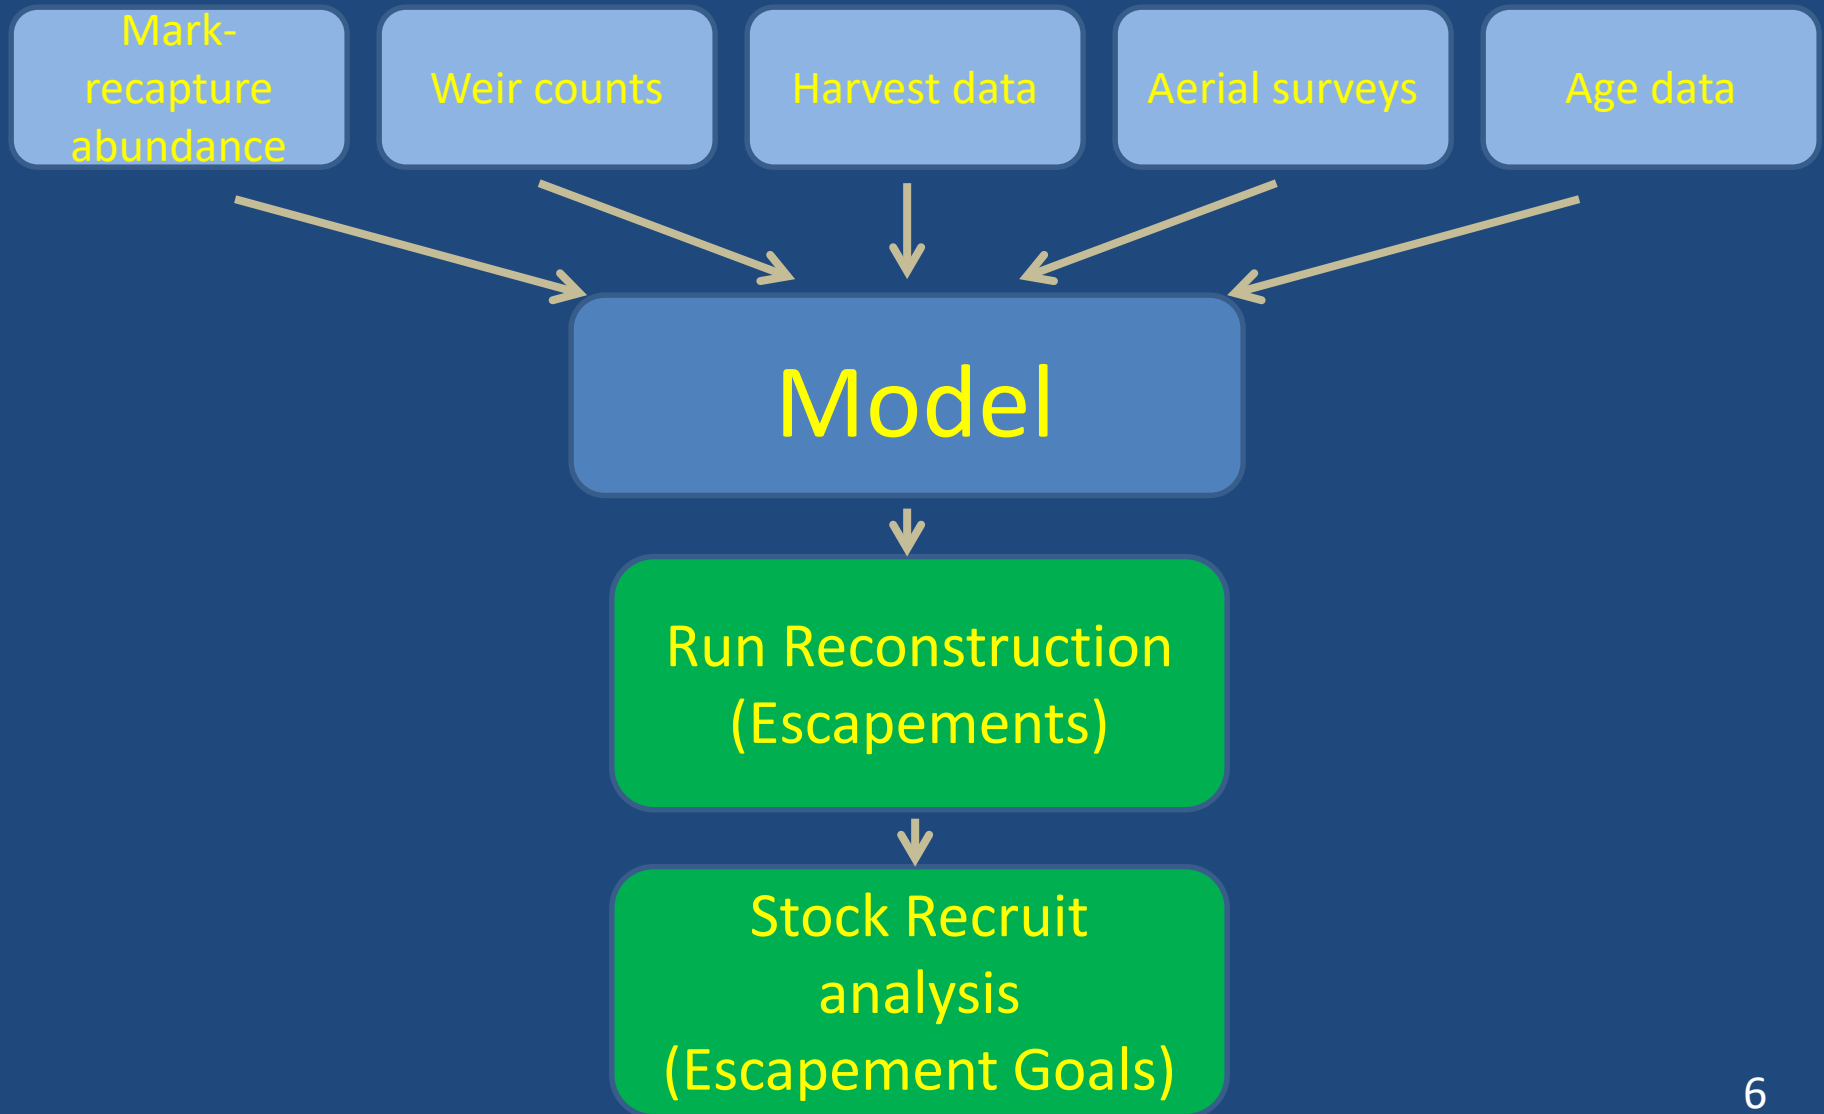 Mark-
recapture
abundance
Weir counts
Harvest data
Aerial surveys
Age data
Model
Run Reconstruction
(Escapements)
Stock Recruit
analysis
(Escapement Goals)
6